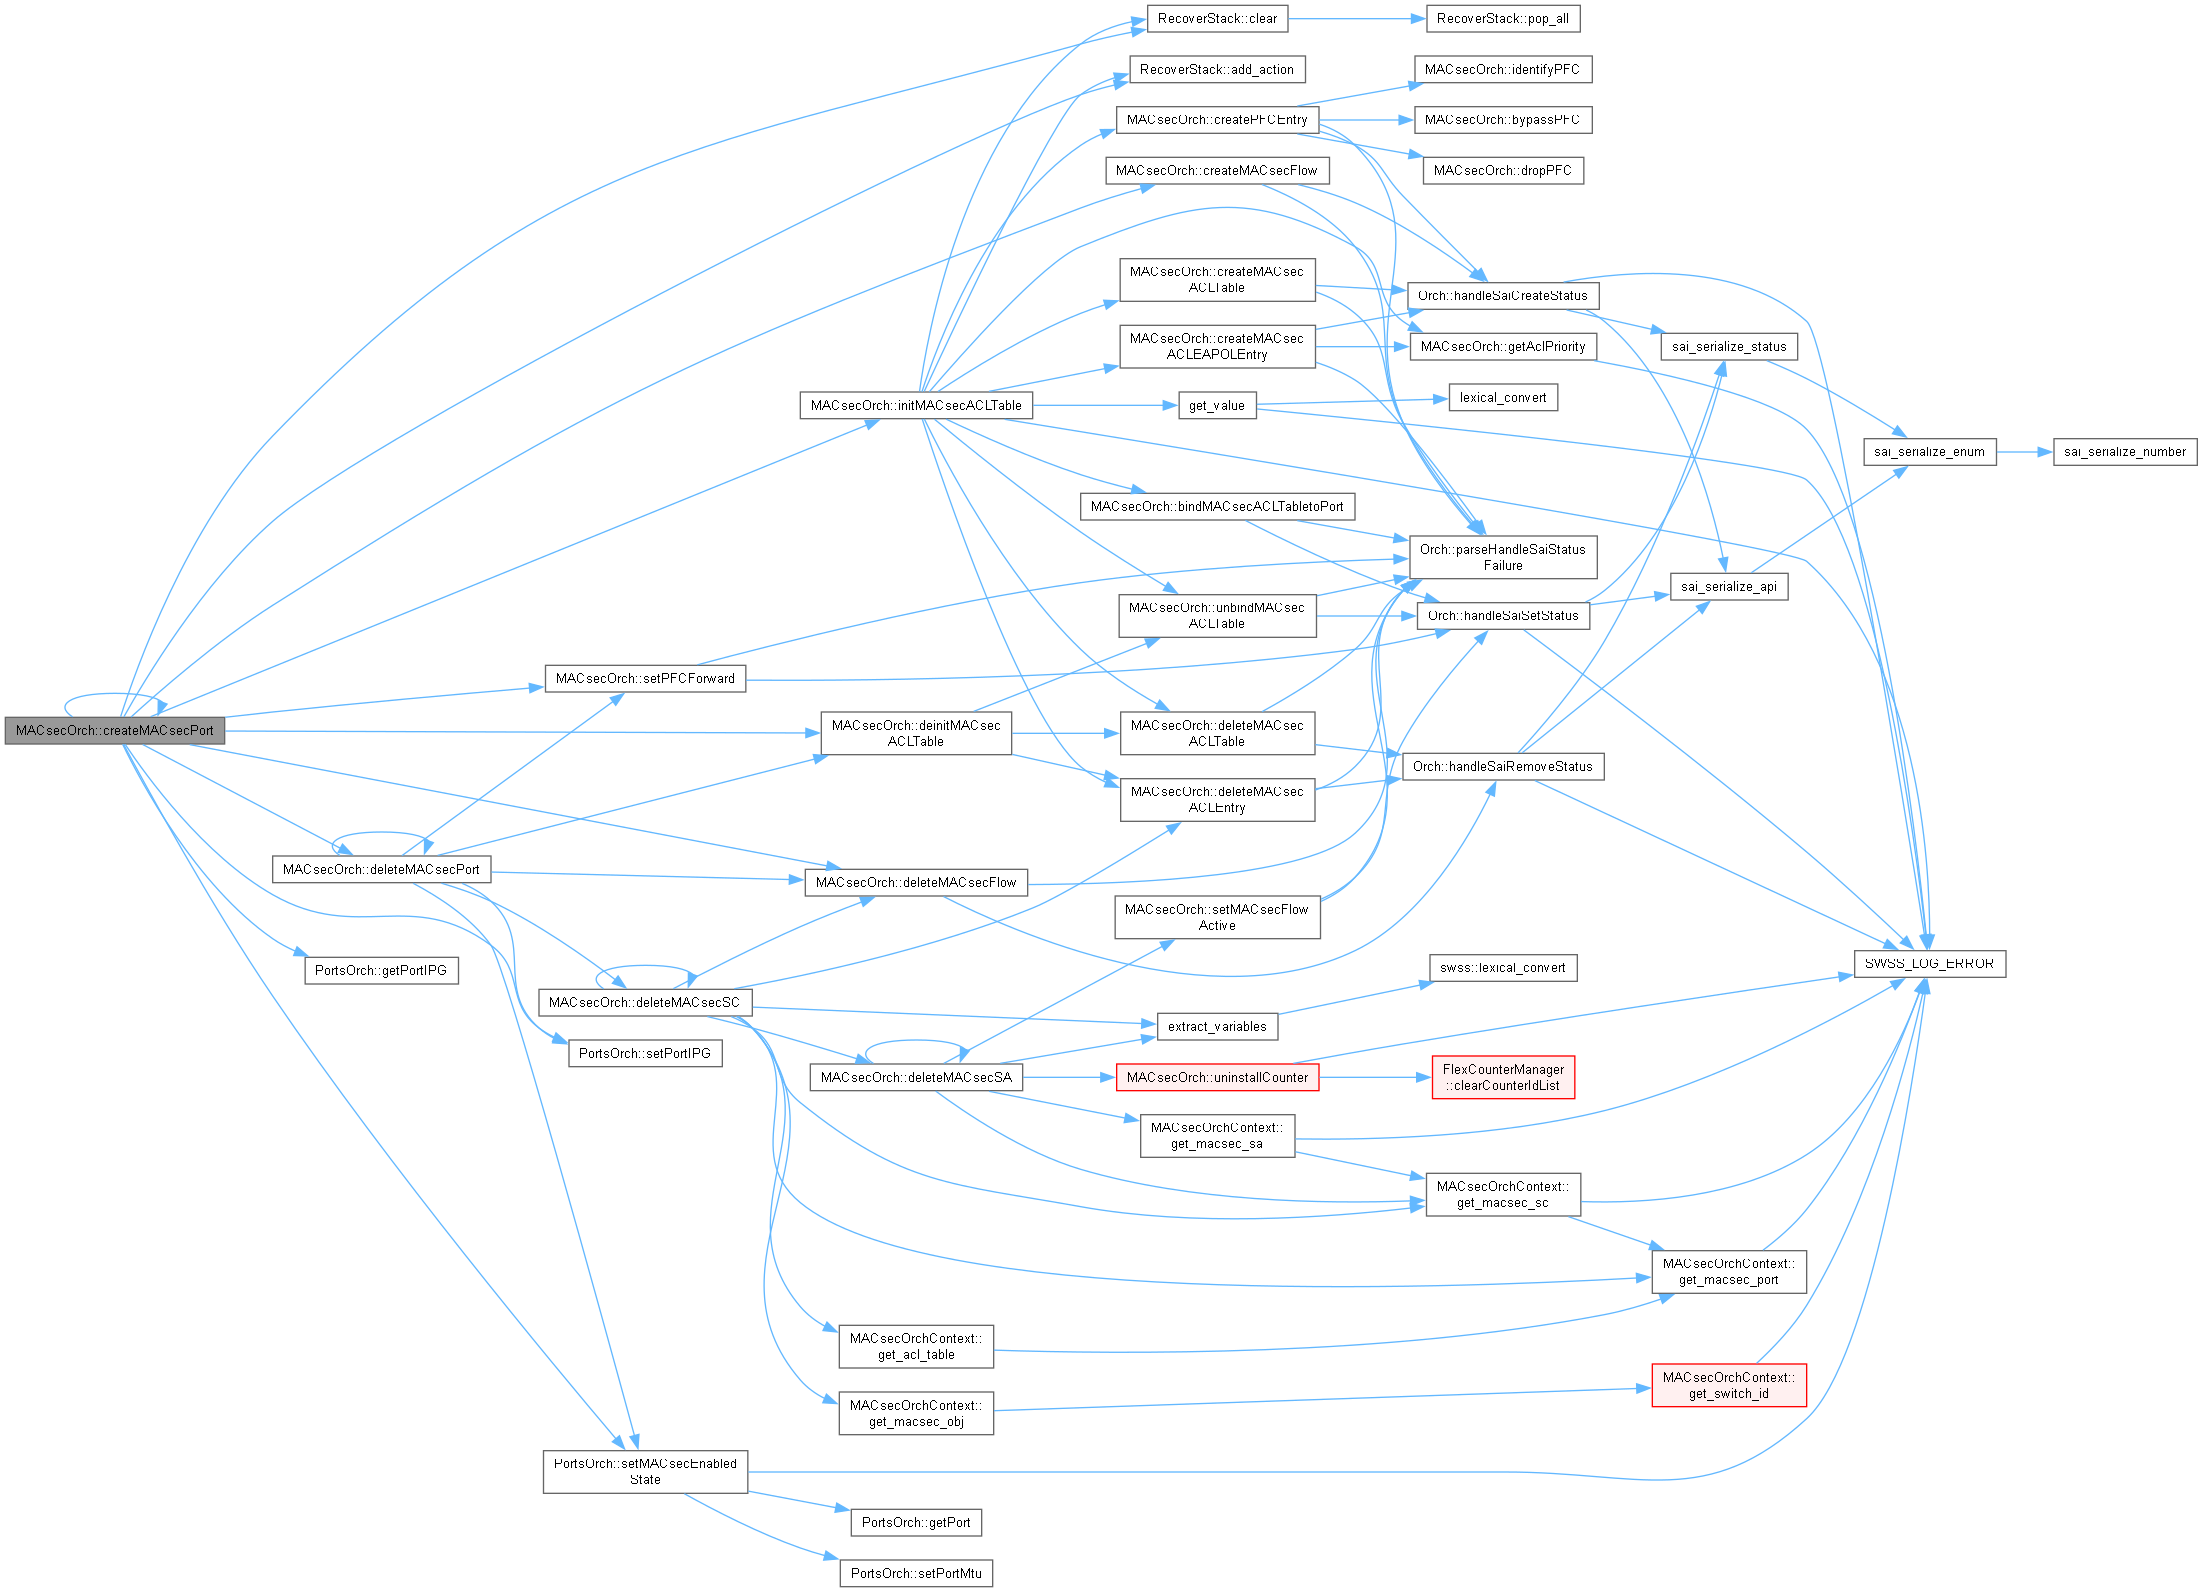 RecoverStack::clear
RecoverStack::pop_all
RecoverStack::add_action
MACsecOrch::identifyPFC
MACsecOrch::createPFCEntry
MACsecOrch::bypassPFC
MACsecOrch::createMACsecFlow
MACsecOrch::dropPFC
MACsecOrch::createMACsec
ACLTable
Orch::handleSaiCreateStatus
MACsecOrch::createMACsec
ACLEAPOLEntry
MACsecOrch::getAclPriority
sai_serialize_status
MACsecOrch::initMACsecACLTable
get_value
lexical_convert
sai_serialize_enum
sai_serialize_number
MACsecOrch::bindMACsecACLTabletoPort
Orch::parseHandleSaiStatus
Failure
sai_serialize_api
MACsecOrch::unbindMACsec
ACLTable
Orch::handleSaiSetStatus
MACsecOrch::setPFCForward
MACsecOrch::createMACsecPort
MACsecOrch::deinitMACsec
ACLTable
MACsecOrch::deleteMACsec
ACLTable
Orch::handleSaiRemoveStatus
MACsecOrch::deleteMACsec
ACLEntry
MACsecOrch::deleteMACsecPort
MACsecOrch::deleteMACsecFlow
MACsecOrch::setMACsecFlow
Active
SWSS_LOG_ERROR
PortsOrch::getPortIPG
swss::lexical_convert
MACsecOrch::deleteMACsecSC
extract_variables
PortsOrch::setPortIPG
MACsecOrch::deleteMACsecSA
MACsecOrch::uninstallCounter
FlexCounterManager
::clearCounterIdList
MACsecOrchContext::
get_macsec_sa
MACsecOrchContext::
get_macsec_sc
MACsecOrchContext::
get_macsec_port
MACsecOrchContext::
get_acl_table
MACsecOrchContext::
get_switch_id
MACsecOrchContext::
get_macsec_obj
PortsOrch::setMACsecEnabled
State
PortsOrch::getPort
PortsOrch::setPortMtu